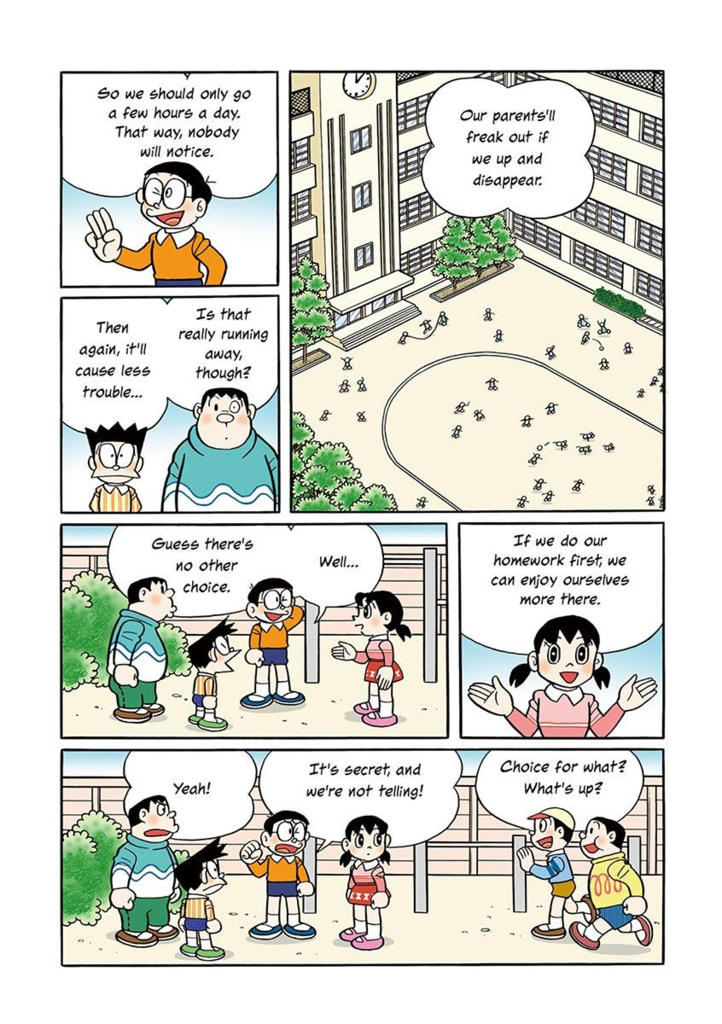 Our parents'll
freak out if
we up and
disappear.
So we should only go
a few hours a day.
That way, nobody
will notice.
Is that
really running
away,
though?
Then
again, it'll
cause less
trouble...
If we do our
homework first, we
can enjoy ourselves
more there.
Well...
Guess there's
no other
choice.
Choice for what?
What's up?
It's secret, and
we're not telling!
Yeah!